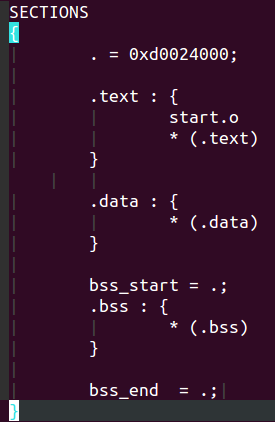 SECTIONS
{
. = 0xd0024000;
.text : {
start.o
* (.text)
}
.data : {
* (.data)
}
bss_start = .;
.bss : {
* (.bss)
}
bss_end  = .;
}